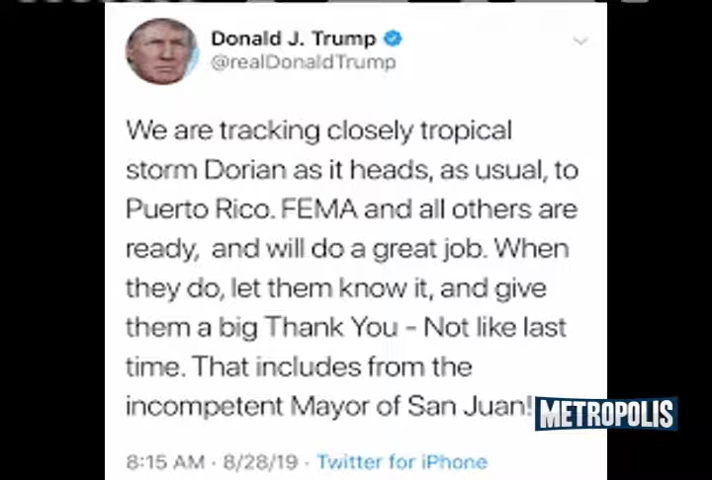 Donald J. Trump
@realDonaldTrump
We are tracking closely tropical
storm Dorian as it heads, as usual, to
Puerto Rico. FEMA and all others are
ready, and will do a great job. When
they do, let them know it, and give
them a big Thank You - Not like last
time. That includes from the
incompetent Mayor of San Juan!
METROPOLIS
8:15 AM · 8/28/19 · Twitter for iPhone